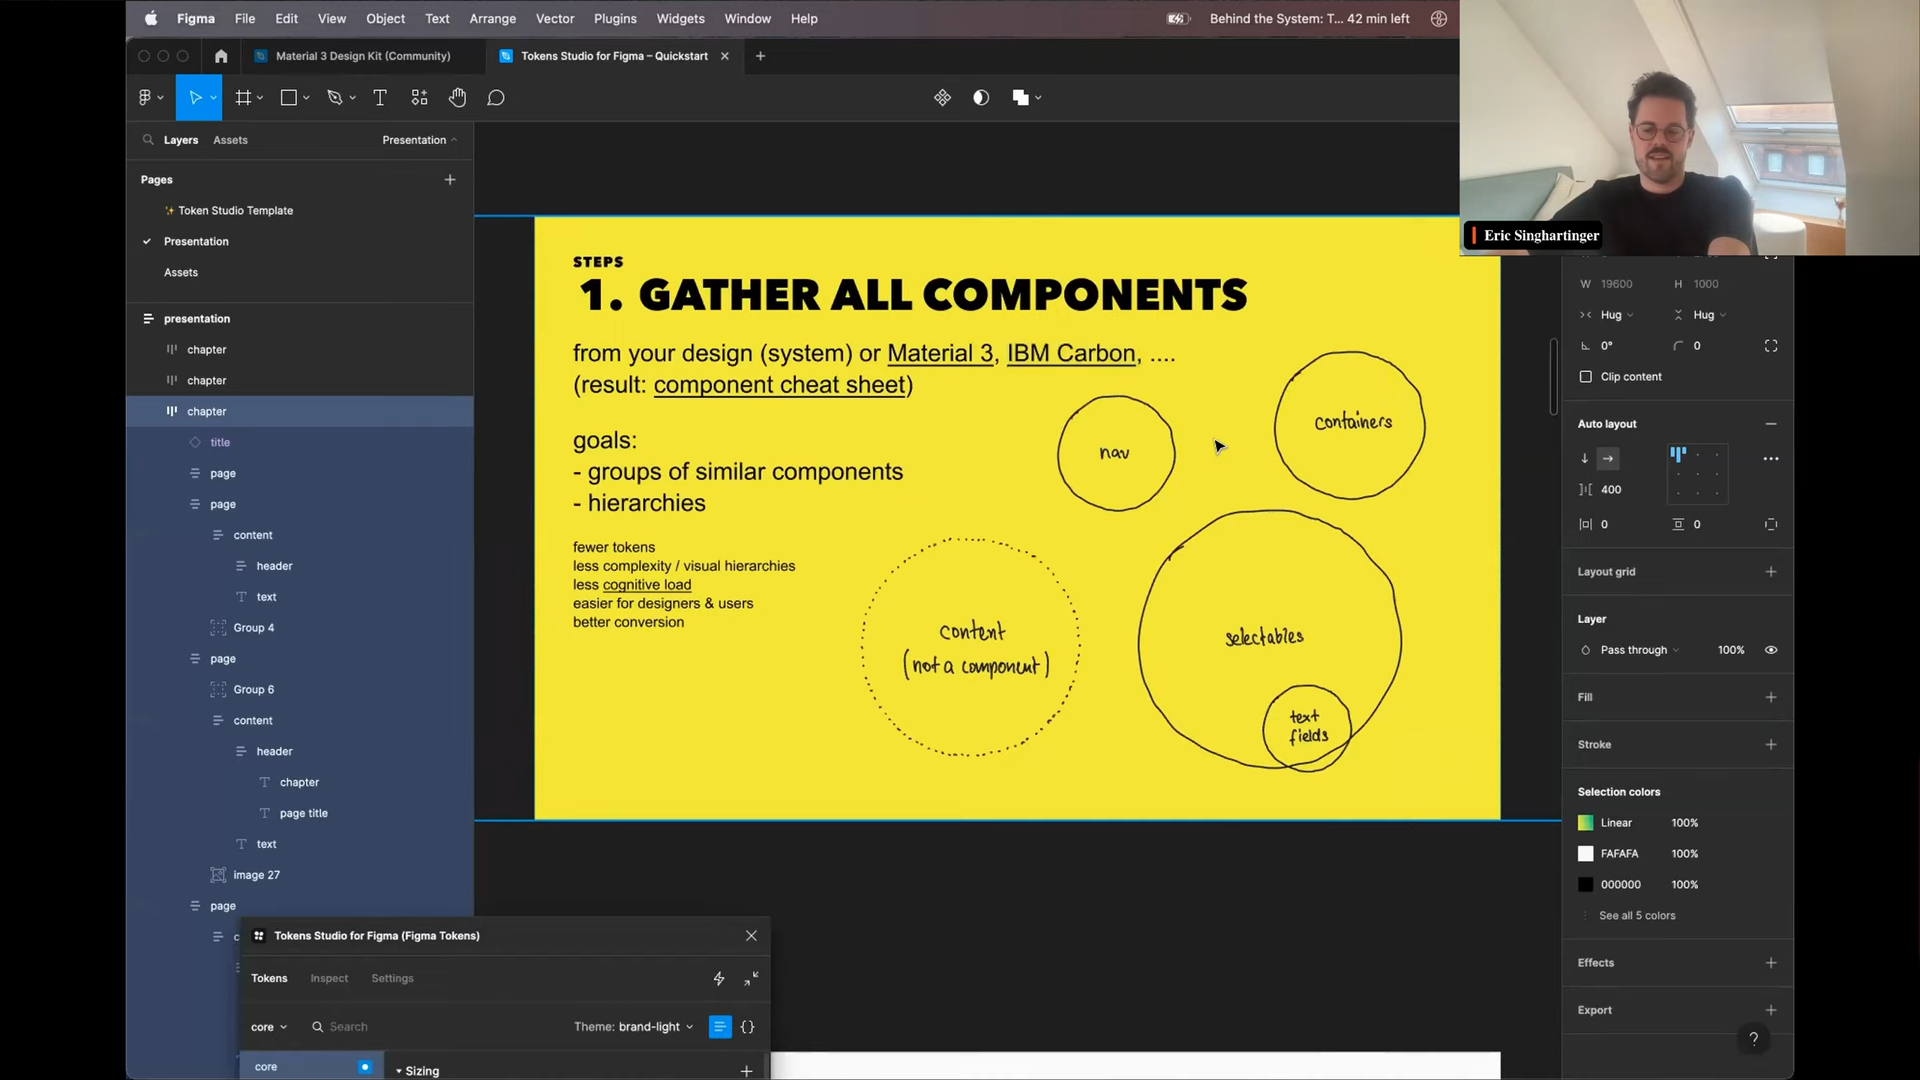 Figma File Edit View Object Text Arrange Vector Plugins Widgets Window Help
Behind the System: T... 42 min left
Material 3 Design Kit (Community)
Tokens Studio for Figma – Quickstart
Layers Assets Presentation
Pages
✨ Token Studio Template
Presentation
Assets
presentation
chapter
chapter
chapter
title
page
page
content
header
text
Group 4
page
Group 6
content
header
chapter
page title
text
image 27
page
STEPS
1. GATHER ALL COMPONENTS
from your design (system) or Material 3, IBM Carbon, ....
(result: component cheat sheet)
goals:
- groups of similar components
- hierarchies
fewer tokens
less complexity / visual hierarchies
less cognitive load
easier for designers & users
better conversion
nav
containers
content
(not a component)
selectables
text
fields
Eric Singhartinger
W 19600 H 1000
Hug Hug
0° 0
Clip content
Auto layout
400
0 0
Layout grid
Layer
Pass through 100%
Fill
Stroke
Selection colors
Linear 100%
FAFAFA 100%
000000 100%
See all 5 colors
Effects
Export
?
Tokens Studio for Figma (Figma Tokens)
Tokens Inspect Settings
core Search Theme: brand-light {}
core
Sizing